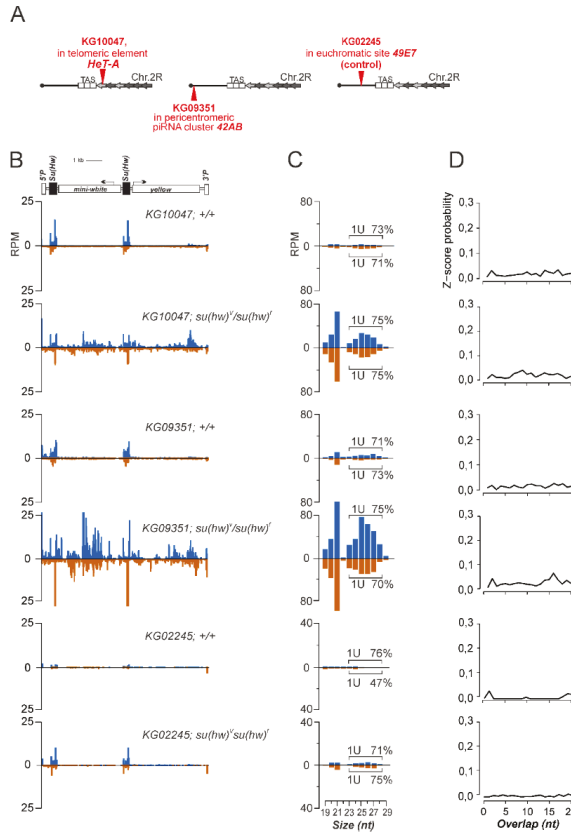 A
KG10047,
in telomeric element
HeT-A
TAS
Chr.2R
KG09351
in pericentromeric
piRNA cluster 42AB
TAS
Chr.2R
KG02245
in euchromatic site 49E7
(control)
TAS
Chr.2R
B
1 kb
5'P
Su(Hw)
mini-white
Su(Hw)
yellow
3'P
25
RPM
0
25
KG10047; +/+
25
0
25
KG10047; su(hw)ᵛ/su(hw)ᶠ
25
0
25
KG09351; +/+
25
0
25
KG09351; su(hw)ᵛ/su(hw)ᶠ
25
0
25
KG02245; +/+
25
0
25
KG02245; su(hw)ᵛsu(hw)ᶠ
C
80
RPM
0
80
1U 73%
1U 71%
80
0
80
1U 75%
1U 75%
80
0
80
1U 71%
1U 73%
80
0
80
1U 75%
1U 70%
40
0
40
1U 76%
1U 47%
40
0
40
1U 71%
1U 75%
19 21 23 25 27 29
Size (nt)
D
Z-score probability
0,3
0,2
0,1
0,0
0,3
0,2
0,1
0,0
0,3
0,2
0,1
0,0
0,3
0,2
0,1
0,0
0,3
0,2
0,1
0,0
0,3
0,2
0,1
0,0
0 5 10 15
Overlap (nt)